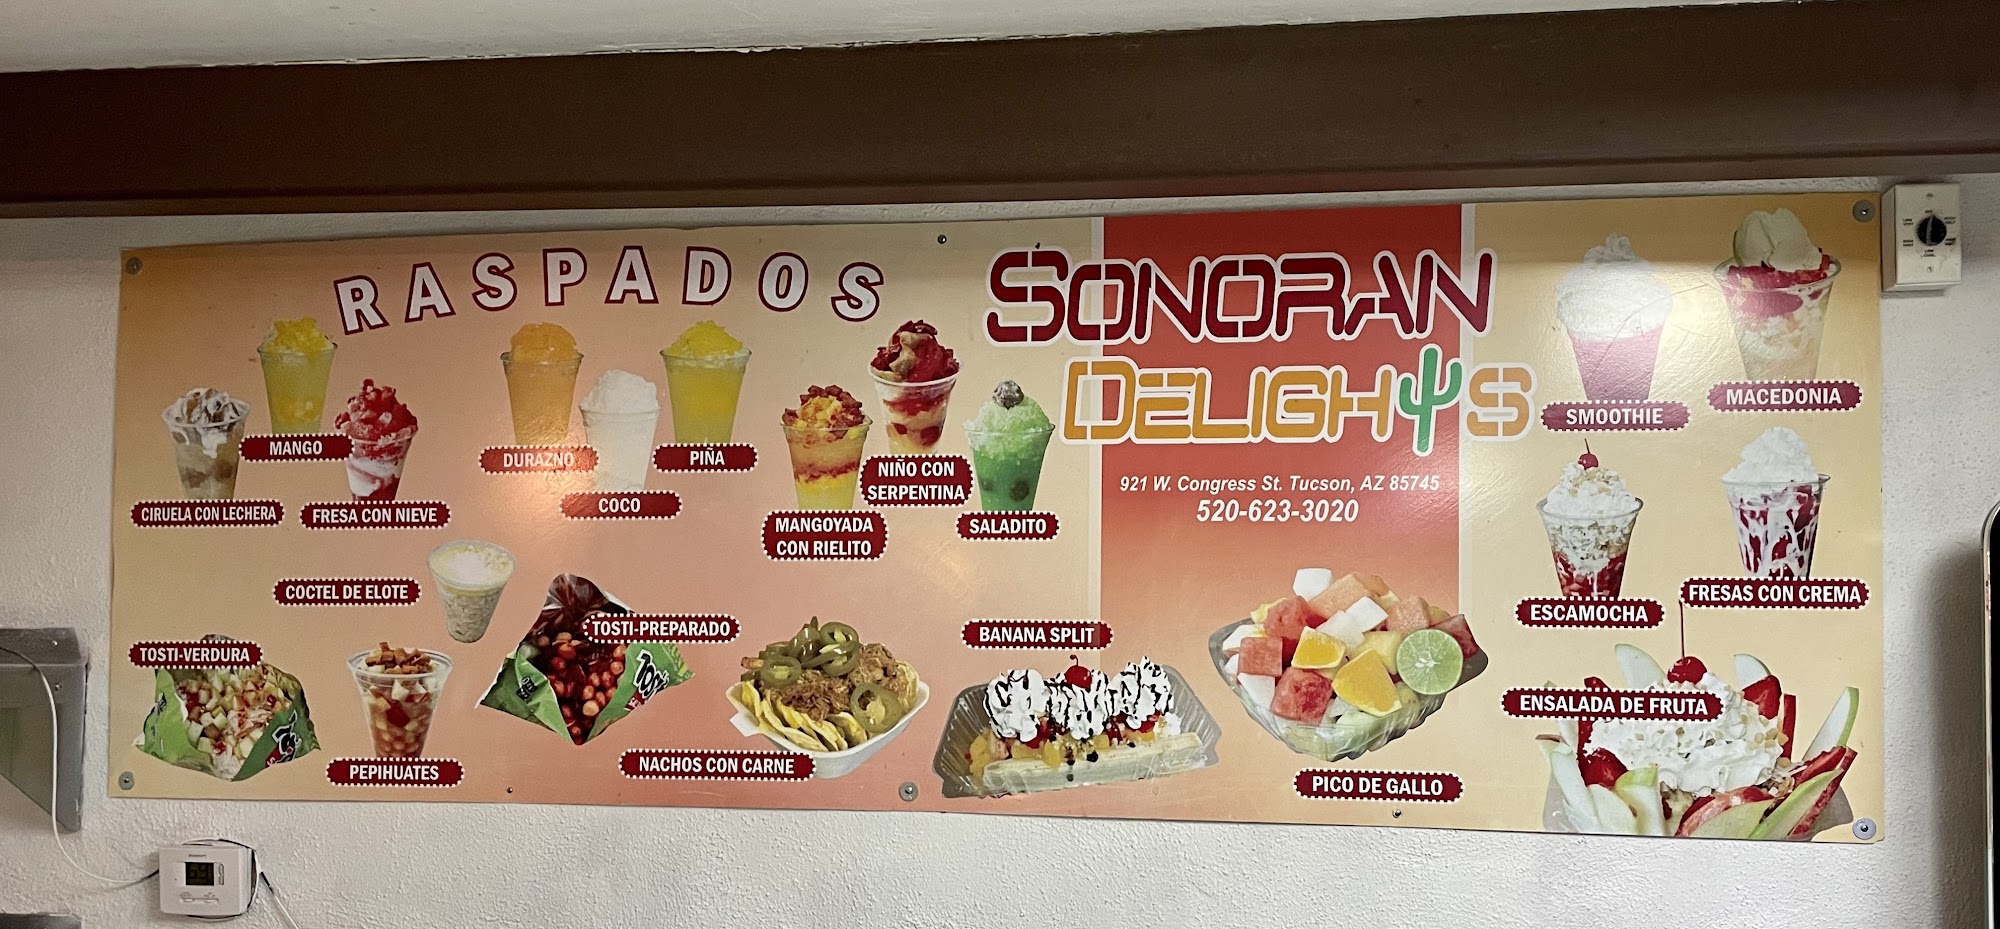 RASPADOS
MANGO
CIRUELA CON LECHERA
FRESA CON NIEVE
DURAZNO
COCO
PIÑA
MANGOYADA
CON RIELITO
NIÑO CON
SERPENTINA
SALADITO
COCTEL DE ELOTE
TOSTI-VERDURA
PEPIHUATES
TOSTI-PREPARADO
NACHOS CON CARNE
SONORAN
DELIGHTS
921 W. Congress St. Tucson, AZ 85745
520-623-3020
BANANA SPLIT
PICO DE GALLO
SMOOTHIE
MACEDONIA
ESCAMOCHA
FRESAS CON CREMA
ENSALADA DE FRUTA